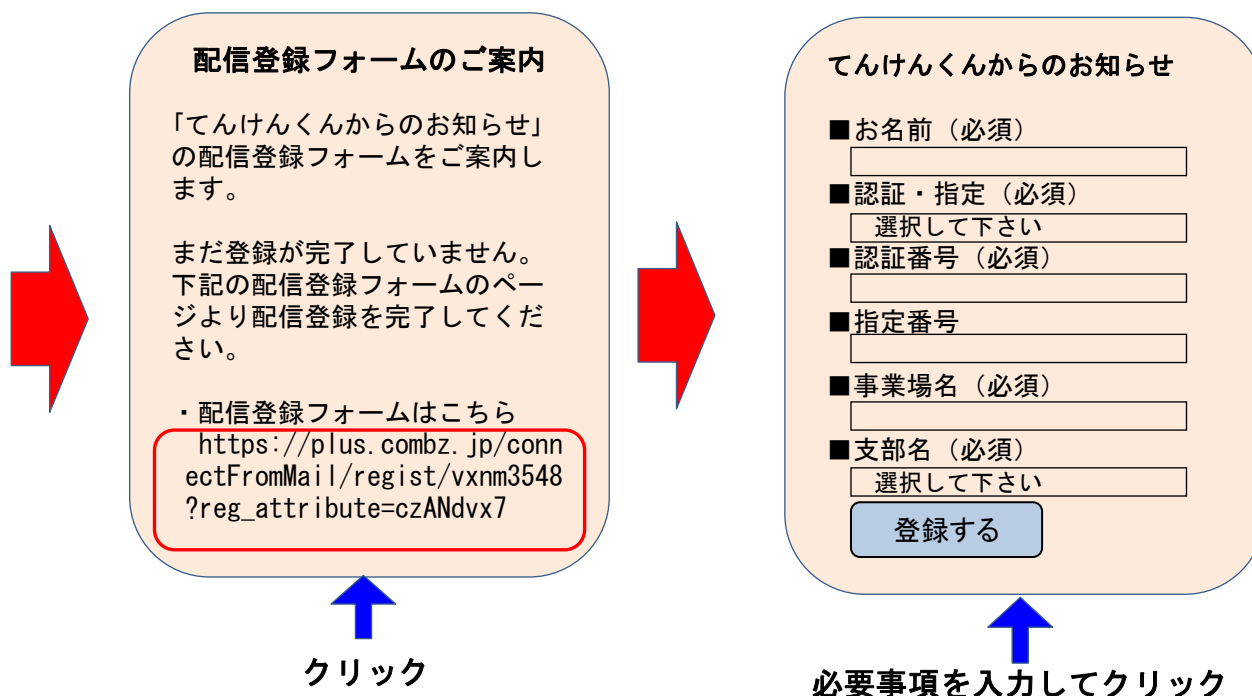 配信登録フォームのご案内
「てんけんくんからのお知らせ」
の配信登録フォームをご案内し
ます。
まだ登録が完了していません。
下記の配信登録フォームのペー
ジより配信登録を完了してくだ
さい。
・配信登録フォームはこちら
https://plus.combz.jp/conn
ectFromMail/regist/vxnm3548
?reg_attribute=czANdvx7
クリック
てんけんくんからのお知らせ
■お名前（必須）
■認証・指定（必須）
選択して下さい
■認証番号（必須）
■指定番号
■事業場名（必須）
■支部名（必須）
選択して下さい
登録する
必要事項を入力してクリック